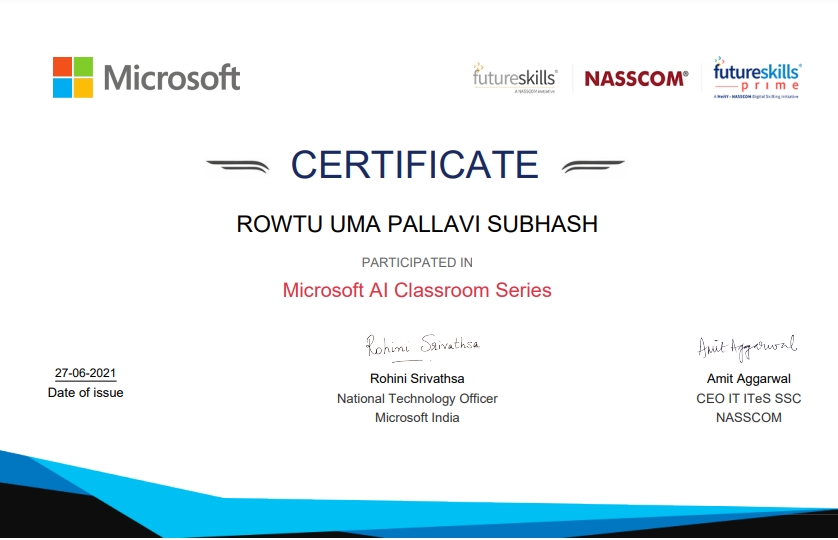 Microsoft
futureskills
A NASSCOM Initiative
NASSCOM®
futureskills®
prime
A MeitY - NASSCOM Digital Skilling Initiative
CERTIFICATE
ROWTU UMA PALLAVI SUBHASH
PARTICIPATED IN
Microsoft AI Classroom Series
Rohini Srivathsa
Amit Aggarwal
27-06-2021
Date of issue
Rohini Srivathsa
National Technology Officer
Microsoft India
Amit Aggarwal
CEO IT ITeS SSC
NASSCOM